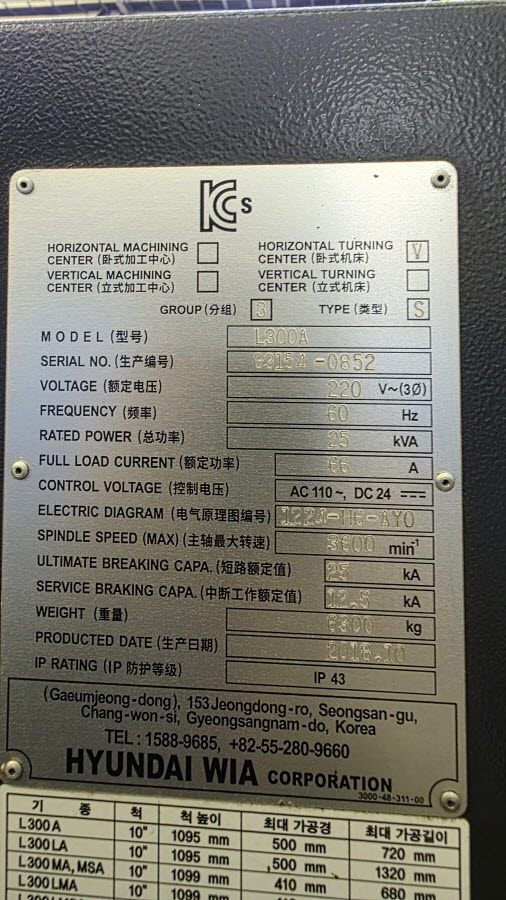 KCs
HORIZONTAL MACHINING CENTER (卧式加工中心)
HORIZONTAL TURNING CENTER (卧式机床) V
VERTICAL MACHINING CENTER (立式加工中心)
VERTICAL TURNING CENTER (立式机床)
GROUP (分组) 3 TYPE (类型) S
MODEL (型号) L300A
SERIAL NO. (生产编号) G3154-0852
VOLTAGE (额定电压) 220 V~(3Ø)
FREQUENCY (频率) 60 Hz
RATED POWER (总功率) 25 kVA
FULL LOAD CURRENT (额定功率) 66 A
CONTROL VOLTAGE (控制电压) AC 110~, DC 24
ELECTRIC DIAGRAM (电气原理图编号) 1224-H6-AY0
SPINDLE SPEED (MAX) (主轴最大转速) 3600 min⁻¹
ULTIMATE BREAKING CAPA. (短路额定值) 25 kA
SERVICE BRAKING CAPA. (中断工作额定值) 12.5 kA
WEIGHT (重量) 6300 kg
PRODUCTED DATE (生产日期) 2018.10
IP RATING (IP 防护等级) IP 43
(Gaeumjeong-dong), 153 Jeongdong-ro, Seongsan-gu,
Chang-won-si, Gyeongsangnam-do, Korea
TEL : 1588-9685, +82-55-280-9660
HYUNDAI WIA CORPORATION
3000-48-311-00
기 종 척 척 높이 최대 가공경 최대 가공길이
L300A 10" 1095 mm 500 mm 720 mm
L300LA 10" 1095 mm 500 mm 1320 mm
L300MA, MSA 10" 1099 mm 410 mm 680 mm
L300LMA 10" 1099 mm